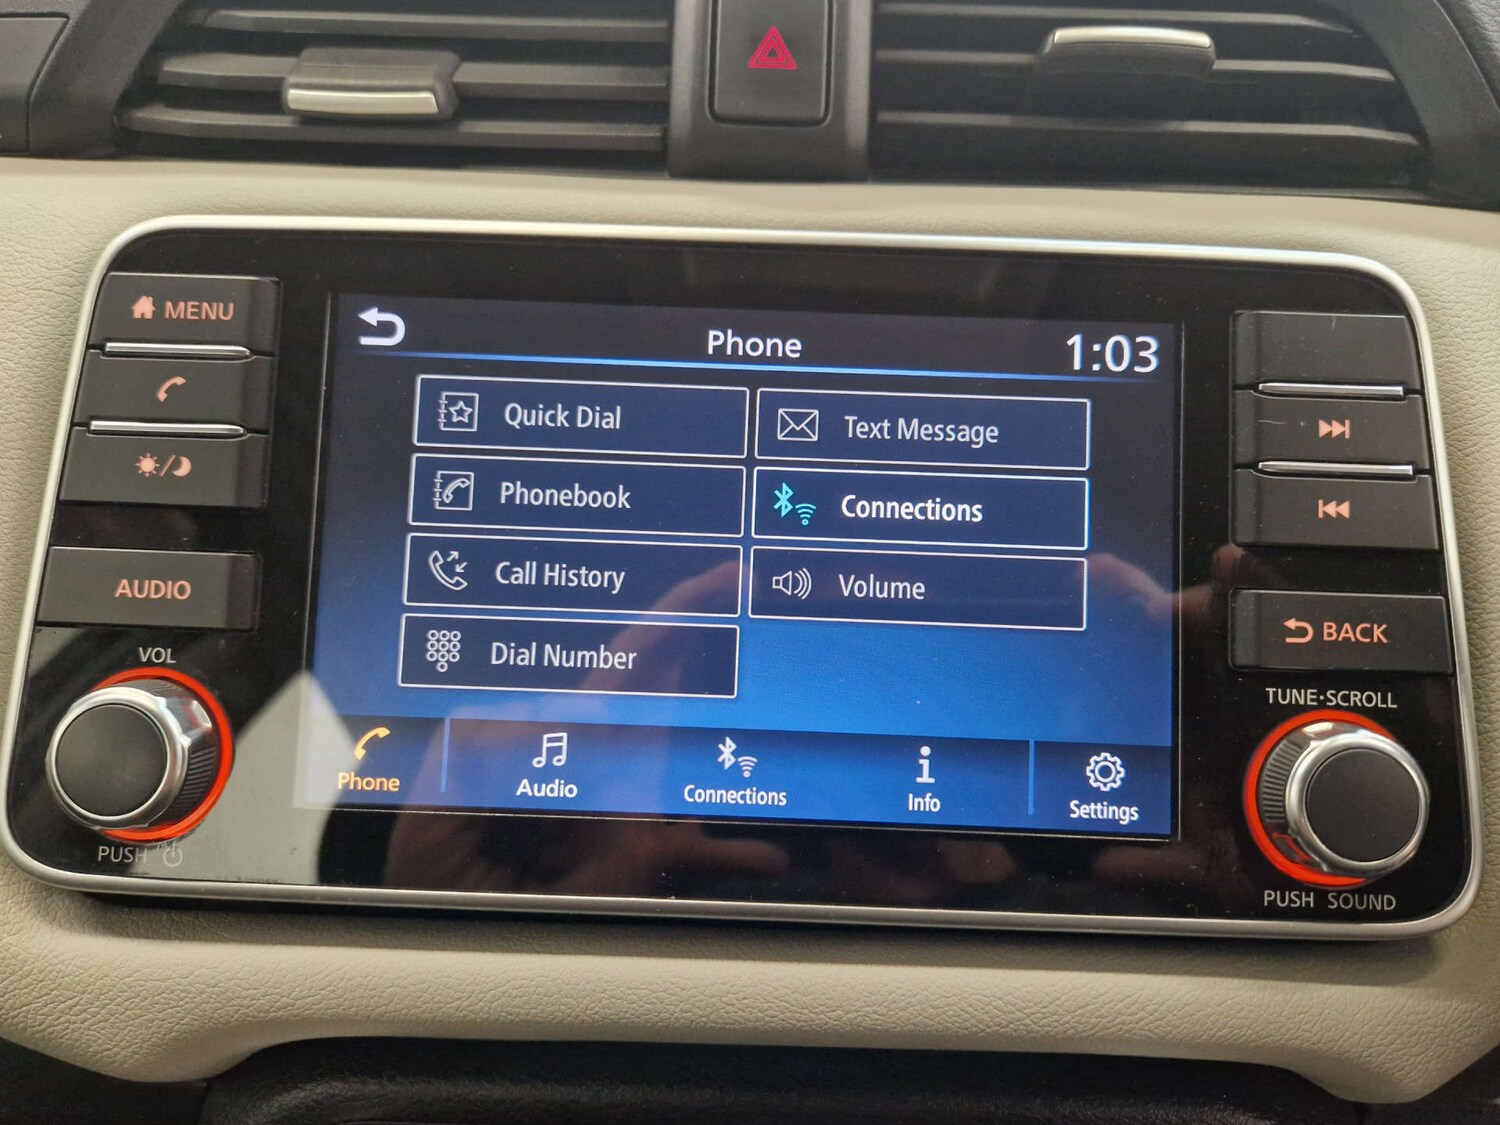 MENU
AUDIO
VOL
PUSH
Phone
1:03
Quick Dial
Text Message
Phonebook
Connections
Call History
Volume
Dial Number
Phone
Audio
Connections
Info
Settings
BACK
TUNE·SCROLL
PUSH SOUND